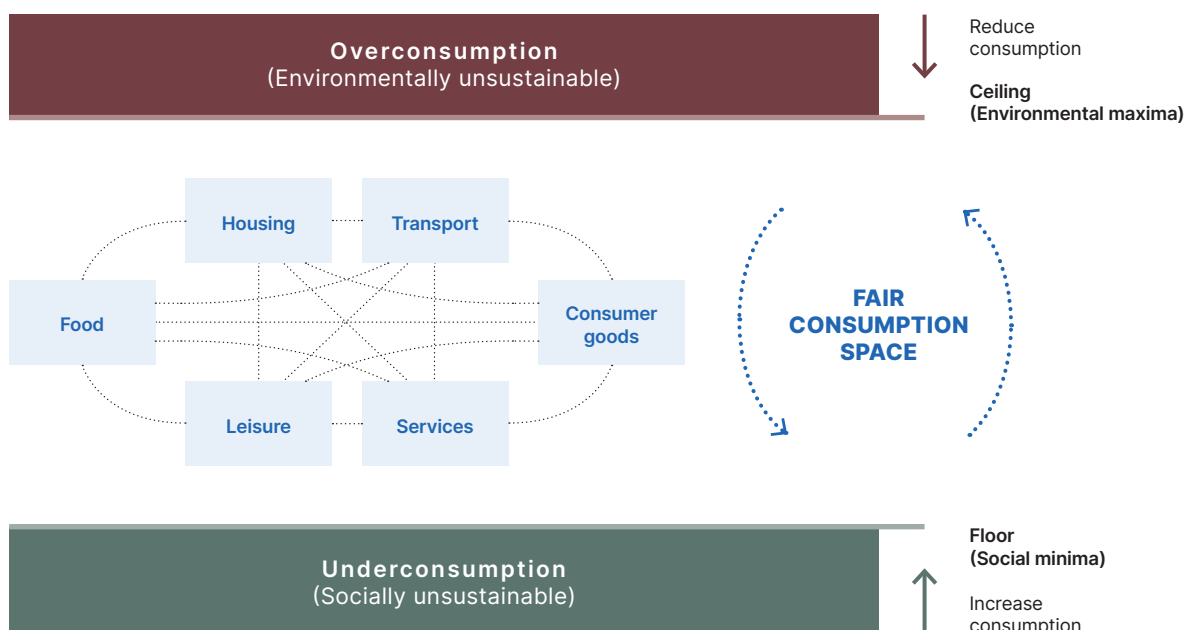 Overconsumption
(Environmentally unsustainable)
Reduce
consumption
Ceiling
(Environmental maxima)
Housing
Transport
Food
Consumer
goods
Leisure
Services
FAIR
CONSUMPTION
SPACE
Floor
(Social minima)
Underconsumption
(Socially unsustainable)
Increase
consumption